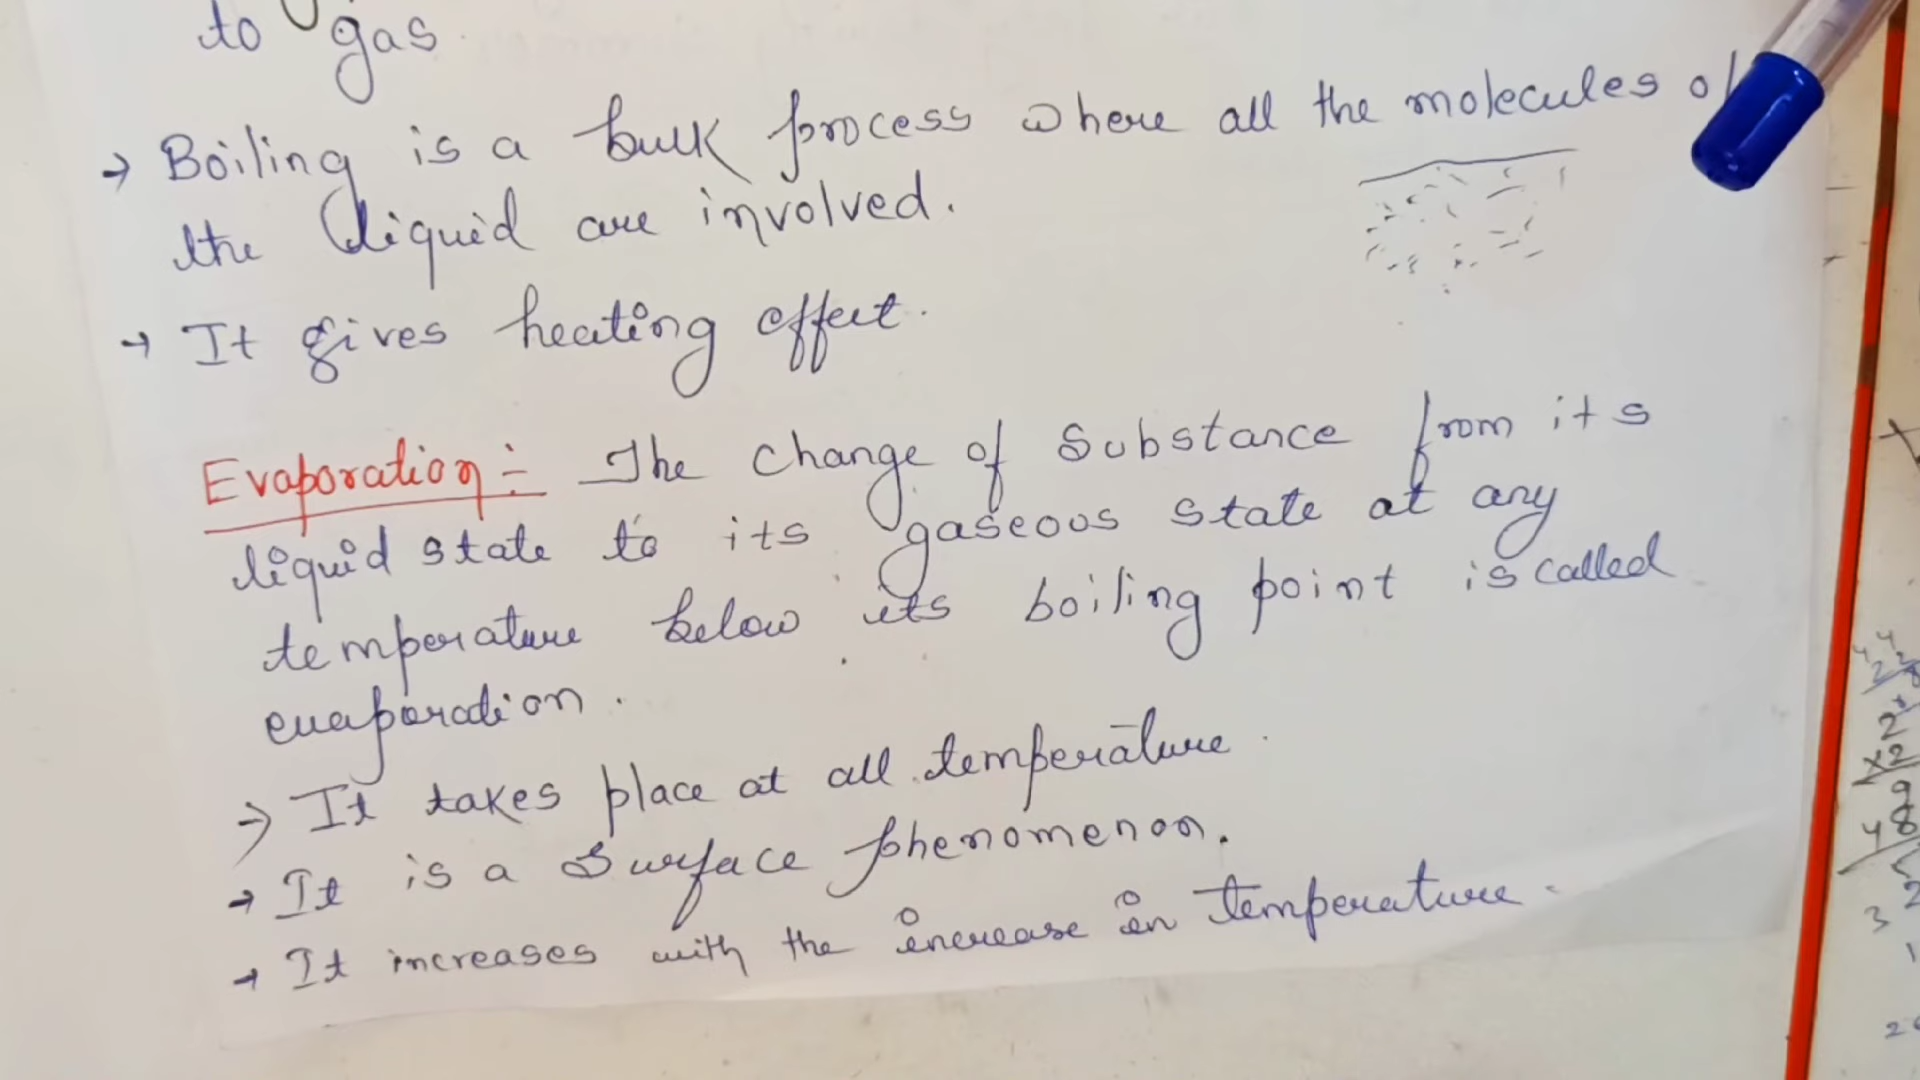 to gas.
→ Boiling is a bulk process where all the molecules
the liquid are involved.
→ It gives heating effect.
Evaporation:- The change of Substance from its
liquid state to its gaseous state at any
temperature below its boiling point is called
evaporation.
→ It takes place at all temperature.
→ It is a Surface phenomenon.
→ It increases with the increase in temperature.